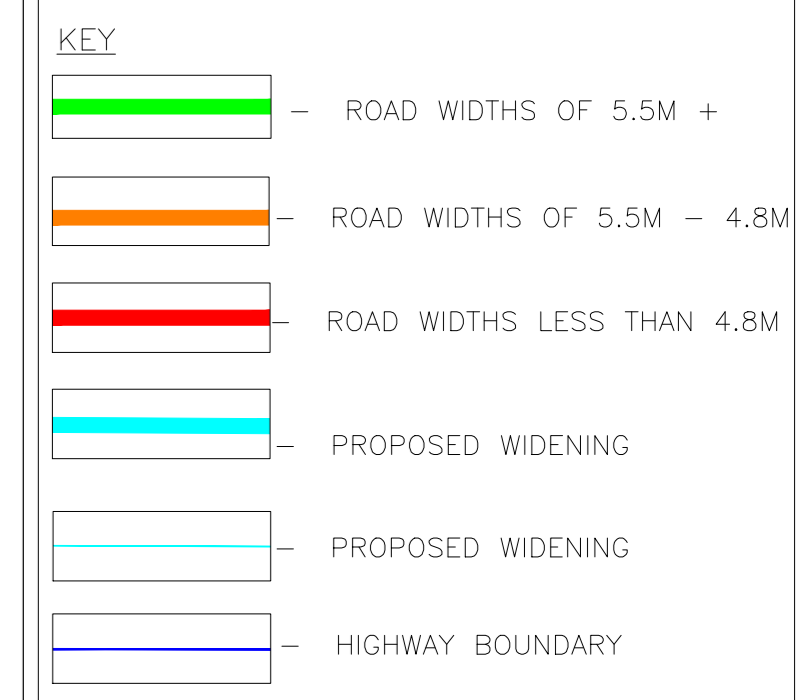 KEY
- ROAD WIDTHS OF 5.5M +
- ROAD WIDTHS OF 5.5M - 4.8M
- ROAD WIDTHS LESS THAN 4.8M
- PROPOSED WIDENING
- PROPOSED WIDENING
- HIGHWAY BOUNDARY